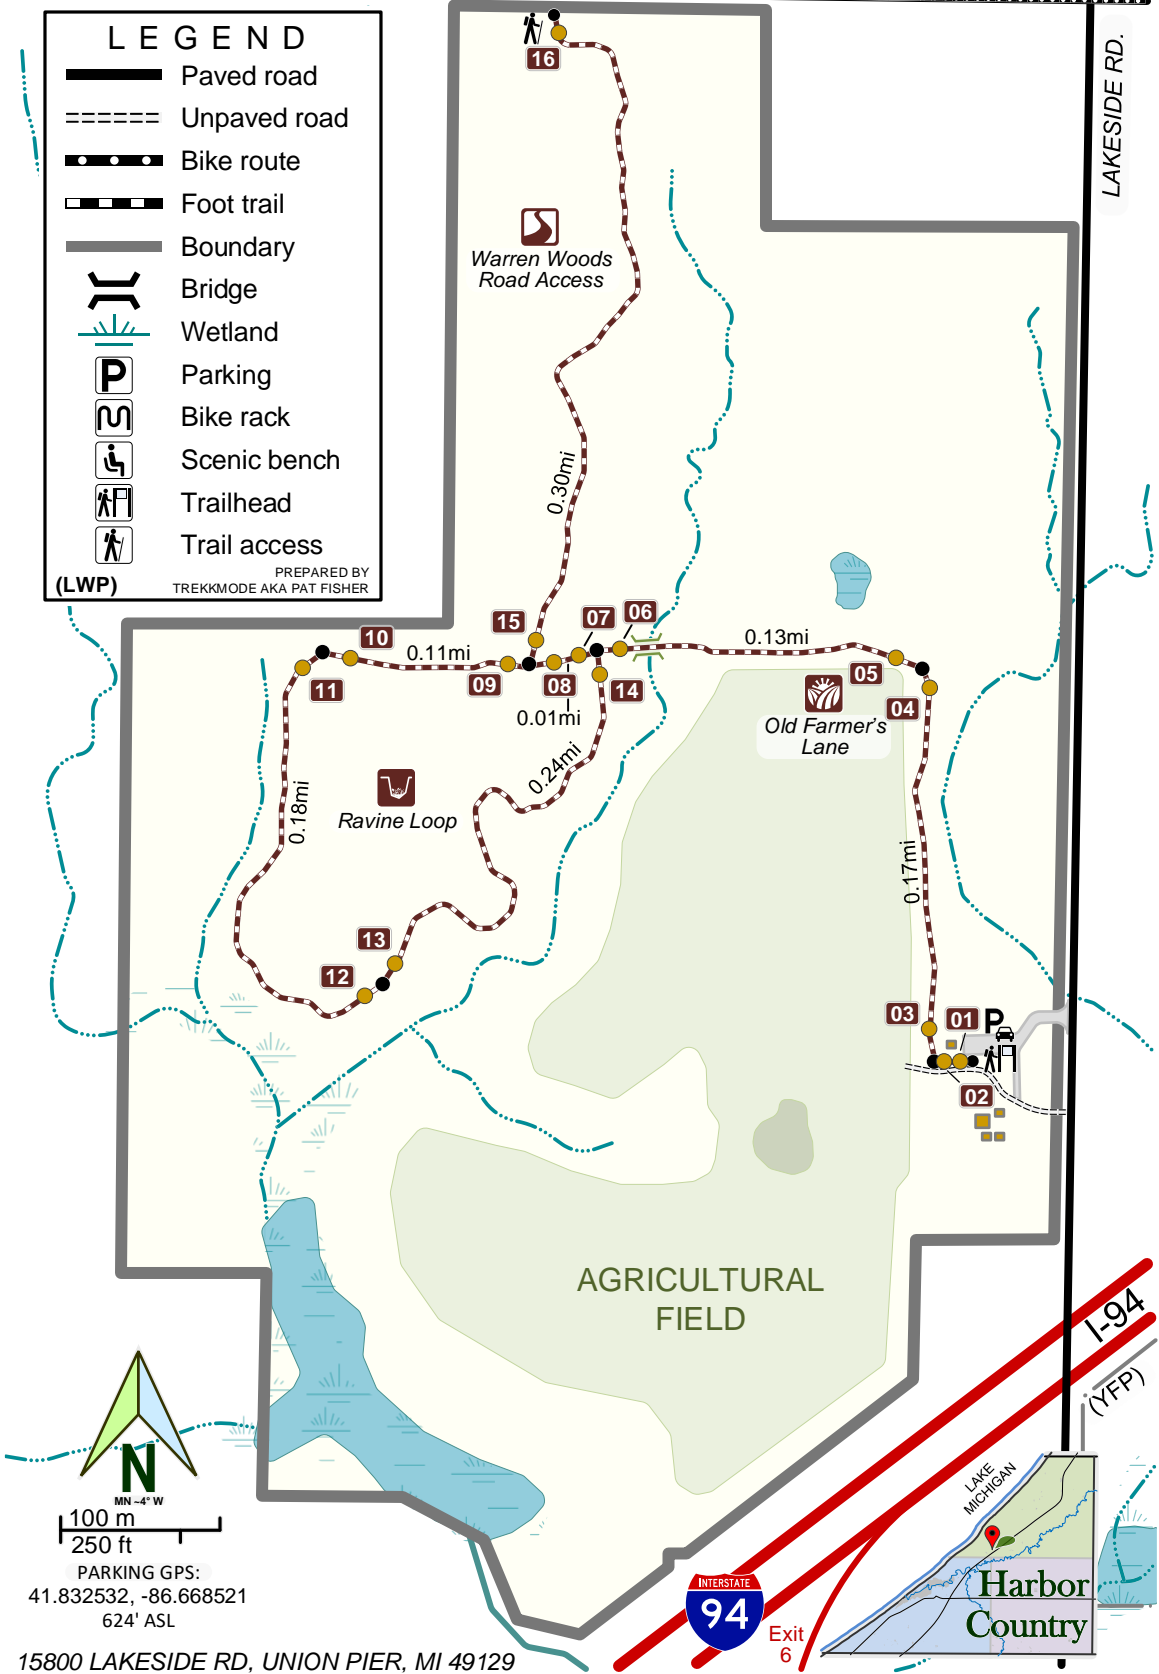 LEGEND
Paved road
Unpaved road
Bike route
Foot trail
Boundary
Bridge
Wetland
P
Parking
Bike rack
Scenic bench
Trailhead
Trail access
(LWP)
PREPARED BY
TREKKMODE AKA PAT FISHER
16
LAKESIDE RD.
Warren Woods
Road Access
0.30mi
15
07
06
10
0.11mi
0.13mi
11
09
08
14
05
04
0.01mi
Old Farmer's
Lane
0.24mi
0.18mi
Ravine Loop
0.17mi
13
12
03
01
P
02
AGRICULTURAL
FIELD
I-94
(YFP)
N
MN ~4° W
100 m
250 ft
PARKING GPS:
41.832532, -86.668521
624' ASL
15800 LAKESIDE RD, UNION PIER, MI 49129
INTERSTATE
94
Exit
6
LAKE
MICHIGAN
Harbor
Country